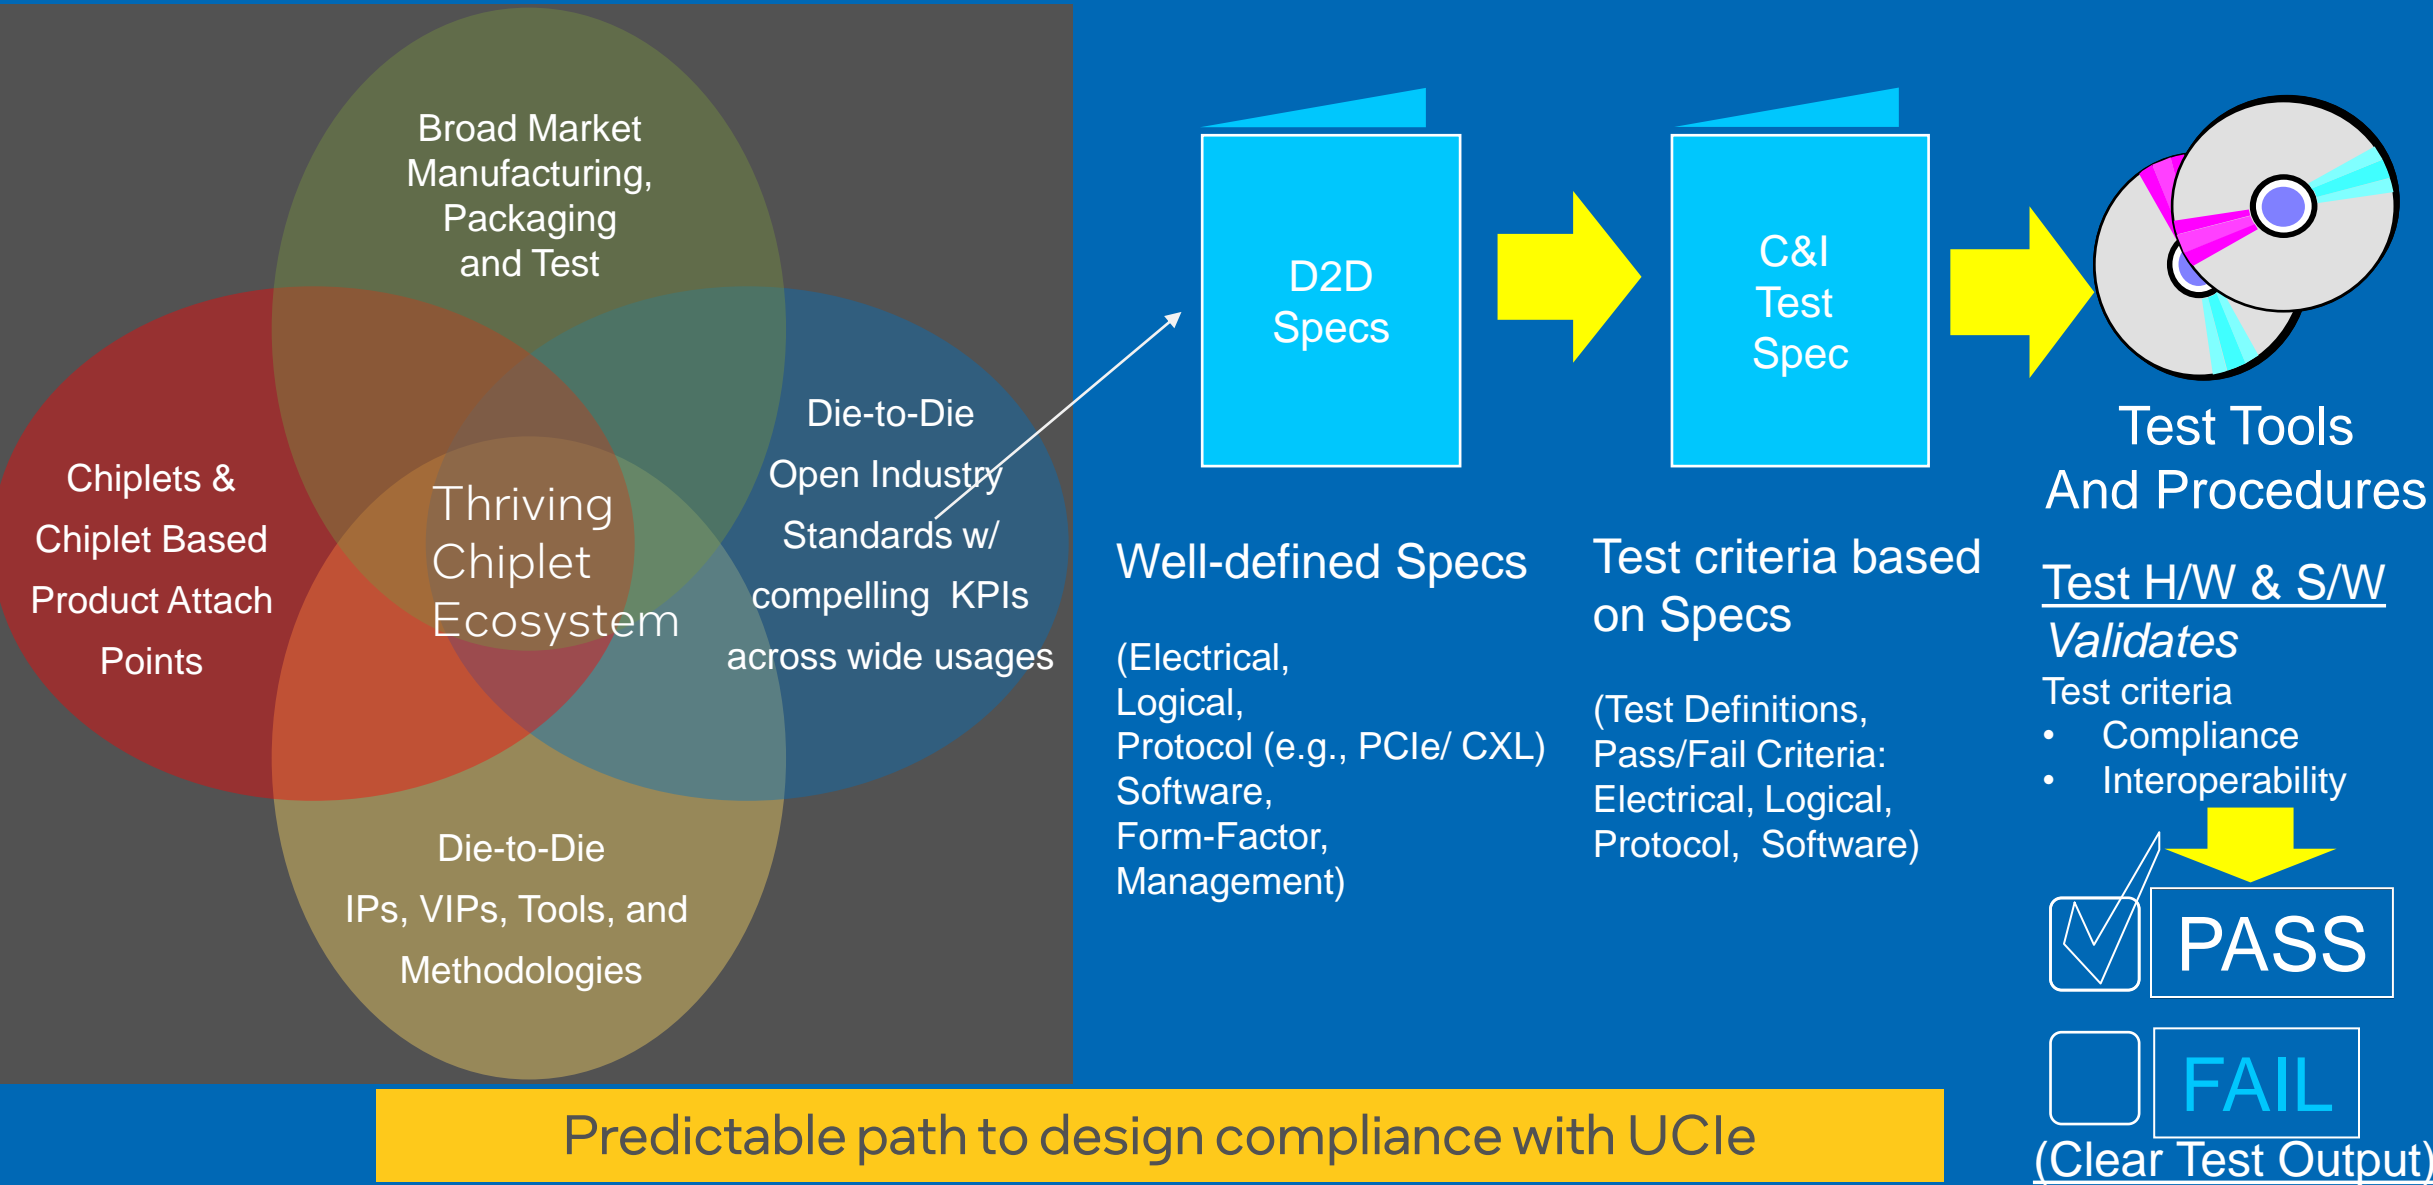 Broad Market
Manufacturing,
Packaging
and Test
Chiplets &
Chiplet Based
Product Attach
Points
Thriving
Chiplet
Ecosystem
Die-to-Die
Open Industry
Standards w/
compelling KPIs
across wide usages
Die-to-Die
IPs, VIPs, Tools, and
Methodologies
D2D
Specs
Well-defined Specs
(Electrical,
Logical,
Protocol (e.g., PCIe/ CXL)
Software,
Form-Factor,
Management)
C&I
Test
Spec
Test criteria based
on Specs
(Test Definitions,
Pass/Fail Criteria:
Electrical, Logical,
Protocol, Software)
Test Tools
And Procedures
Test H/W & S/W
Validates
Test criteria
• Compliance
• Interoperability
PASS
FAIL
(Clear Test Output)
Predictable path to design compliance with UCIe